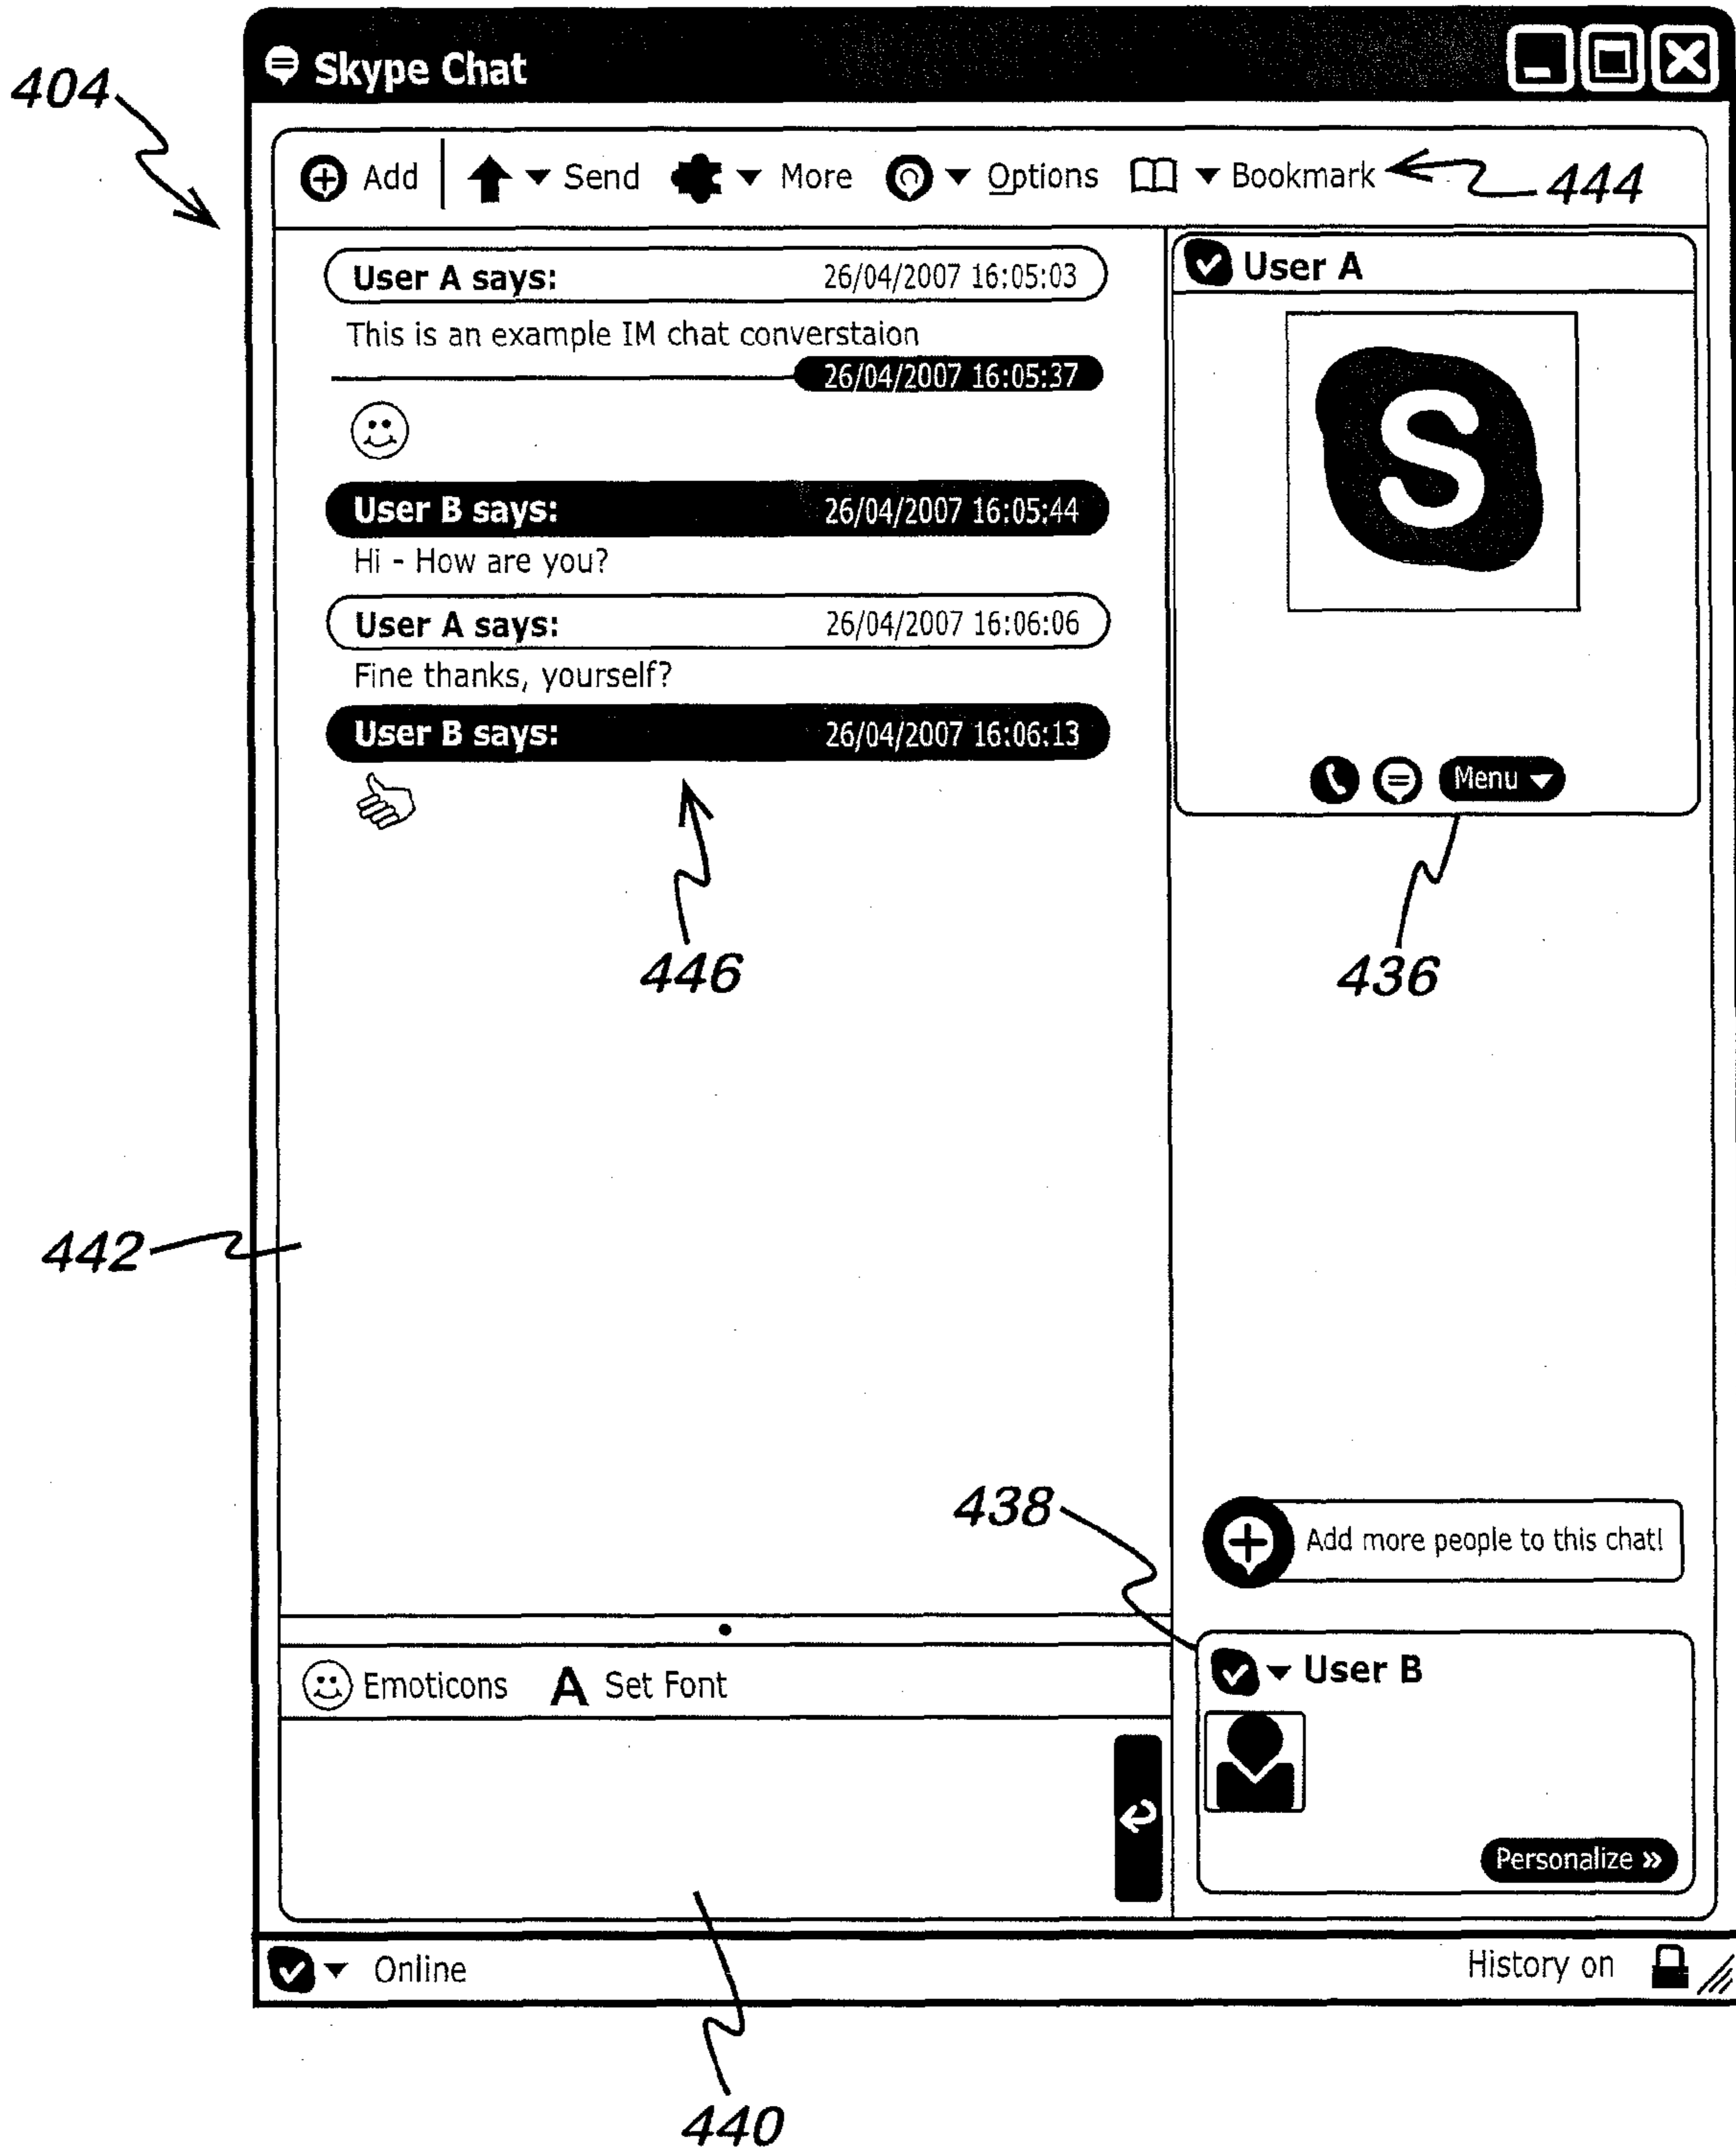 Skype Chat
404
Add Send More Options Bookmark
444
User A says: 26/04/2007 16:05:03
This is an example IM chat converstaion
26/04/2007 16:05:37
User B says: 26/04/2007 16:05:44
Hi - How are you?
User A says: 26/04/2007 16:06:06
Fine thanks, yourself?
User B says: 26/04/2007 16:06:13
446
User A
S
Menu
436
442
438
Add more people to this chat!
Emoticons A Set Font
User B
Personalize »
Online
History on
440